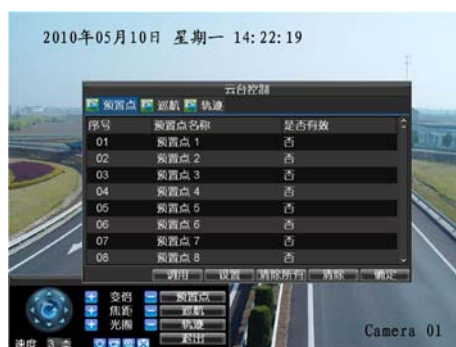 2010年05月10日 星期一 14:22:19
云台控制
预置点 巡航 轨迹
序号 预置点名称 是否有效
01 预置点 1 否
02 预置点 2 否
03 预置点 3 否
04 预置点 4 否
05 预置点 5 否
06 预置点 6 否
07 预置点 7 否
08 预置点 8 否
调用 设置 清除所有 清除 确定
变倍 预置点
焦距 巡航
光圈 轨迹
速度 3 退出
Camera 01